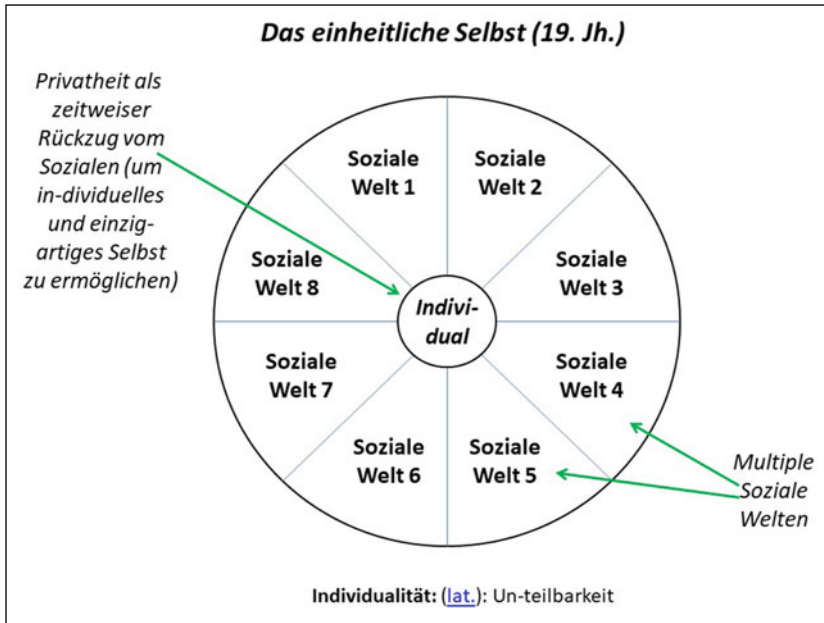 Das einheitliche Selbst (19. Jh.)
Privatheit als
zeitweiser
Rückzug vom
Sozialen (um
in-dividuelles
und einzig-
artiges Selbst
zu ermöglichen)
Soziale
Welt 1
Soziale
Welt 2
Soziale
Welt 3
Soziale
Welt 4
Soziale
Welt 5
Soziale
Welt 6
Soziale
Welt 7
Soziale
Welt 8
Indivi-
dual
Multiple
Soziale
Welten
Individualität: (lat.): Un-teilbarkeit